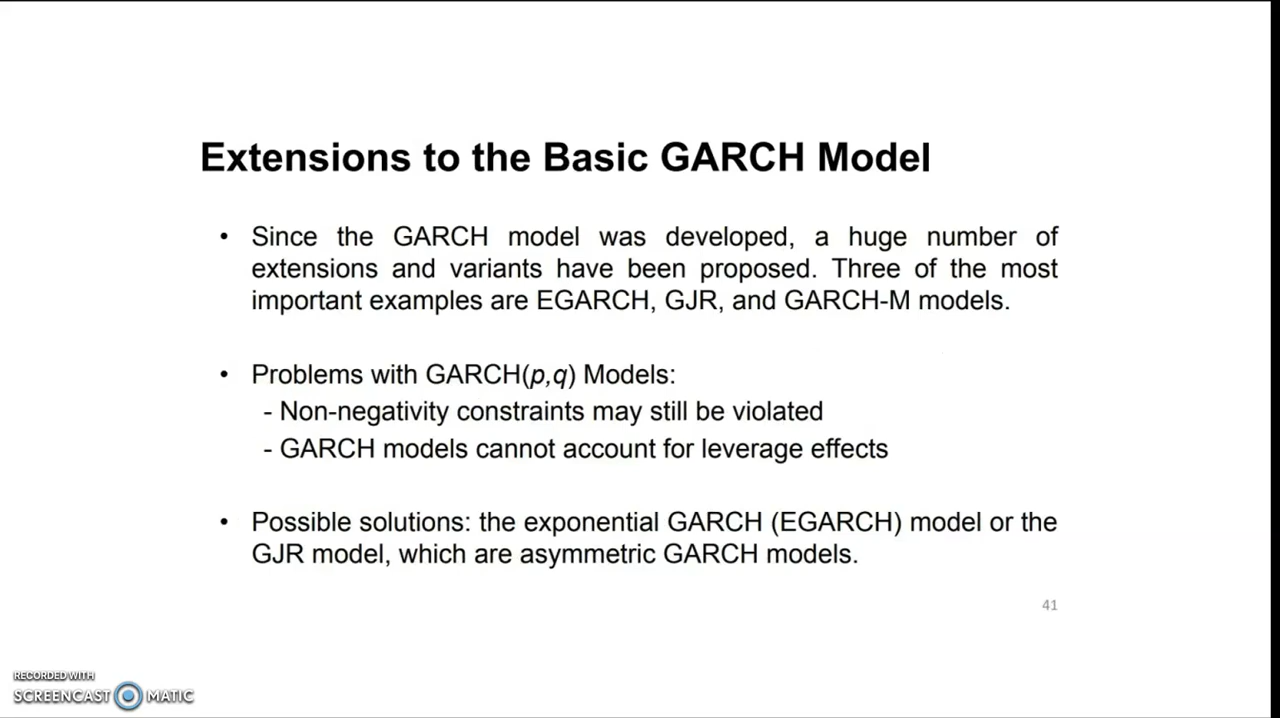 Extensions to the Basic GARCH Model
• Since the GARCH model was developed, a huge number of
extensions and variants have been proposed. Three of the most
important examples are EGARCH, GJR, and GARCH-M models.
• Problems with GARCH(p,q) Models:
- Non-negativity constraints may still be violated
- GARCH models cannot account for leverage effects
• Possible solutions: the exponential GARCH (EGARCH) model or the
GJR model, which are asymmetric GARCH models.
41
RECORDED WITH
SCREENCAST MATIC